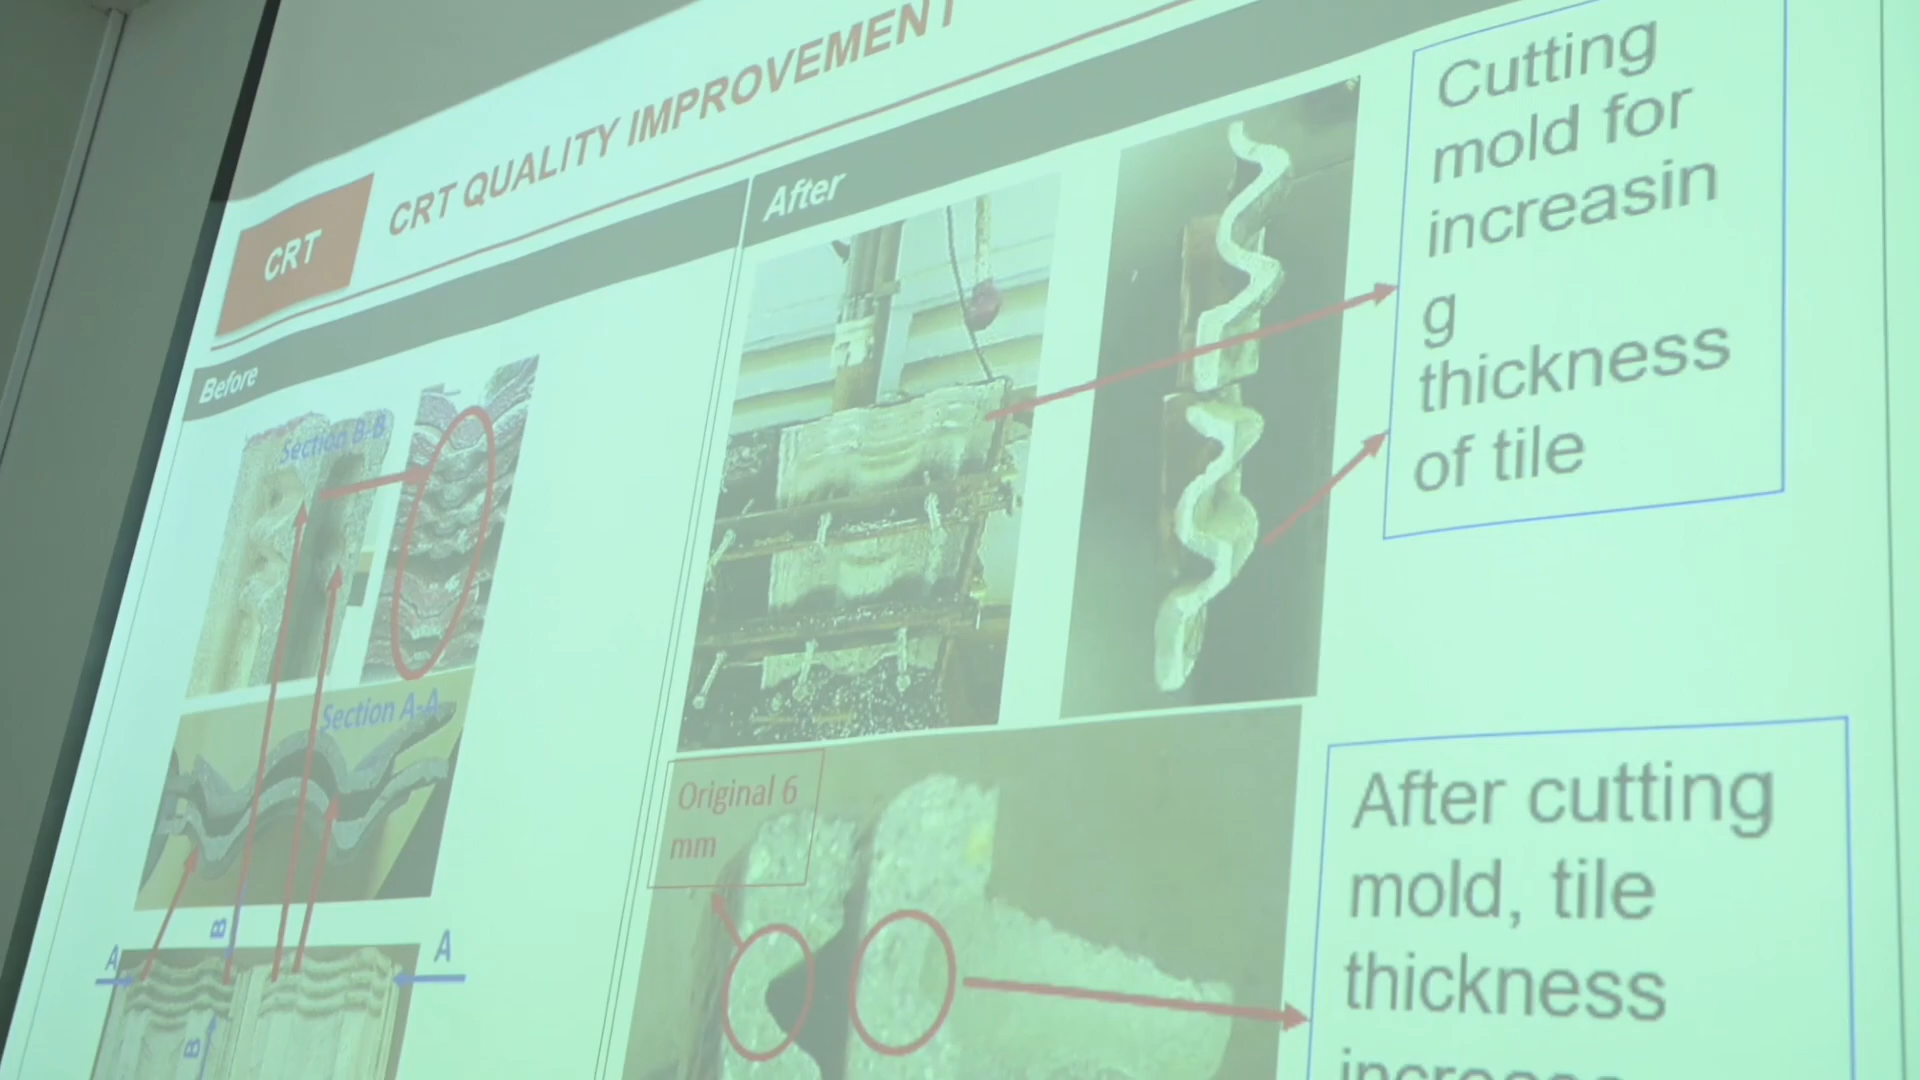 CRT QUALITY IMPROVEMENT
CRT
Before
After
Section B-B
Section A-A
A
B
A
B
Original 6
mm
Cutting
mold for
increasin
g
thickness
of tile
After cutting
mold, tile
thickness